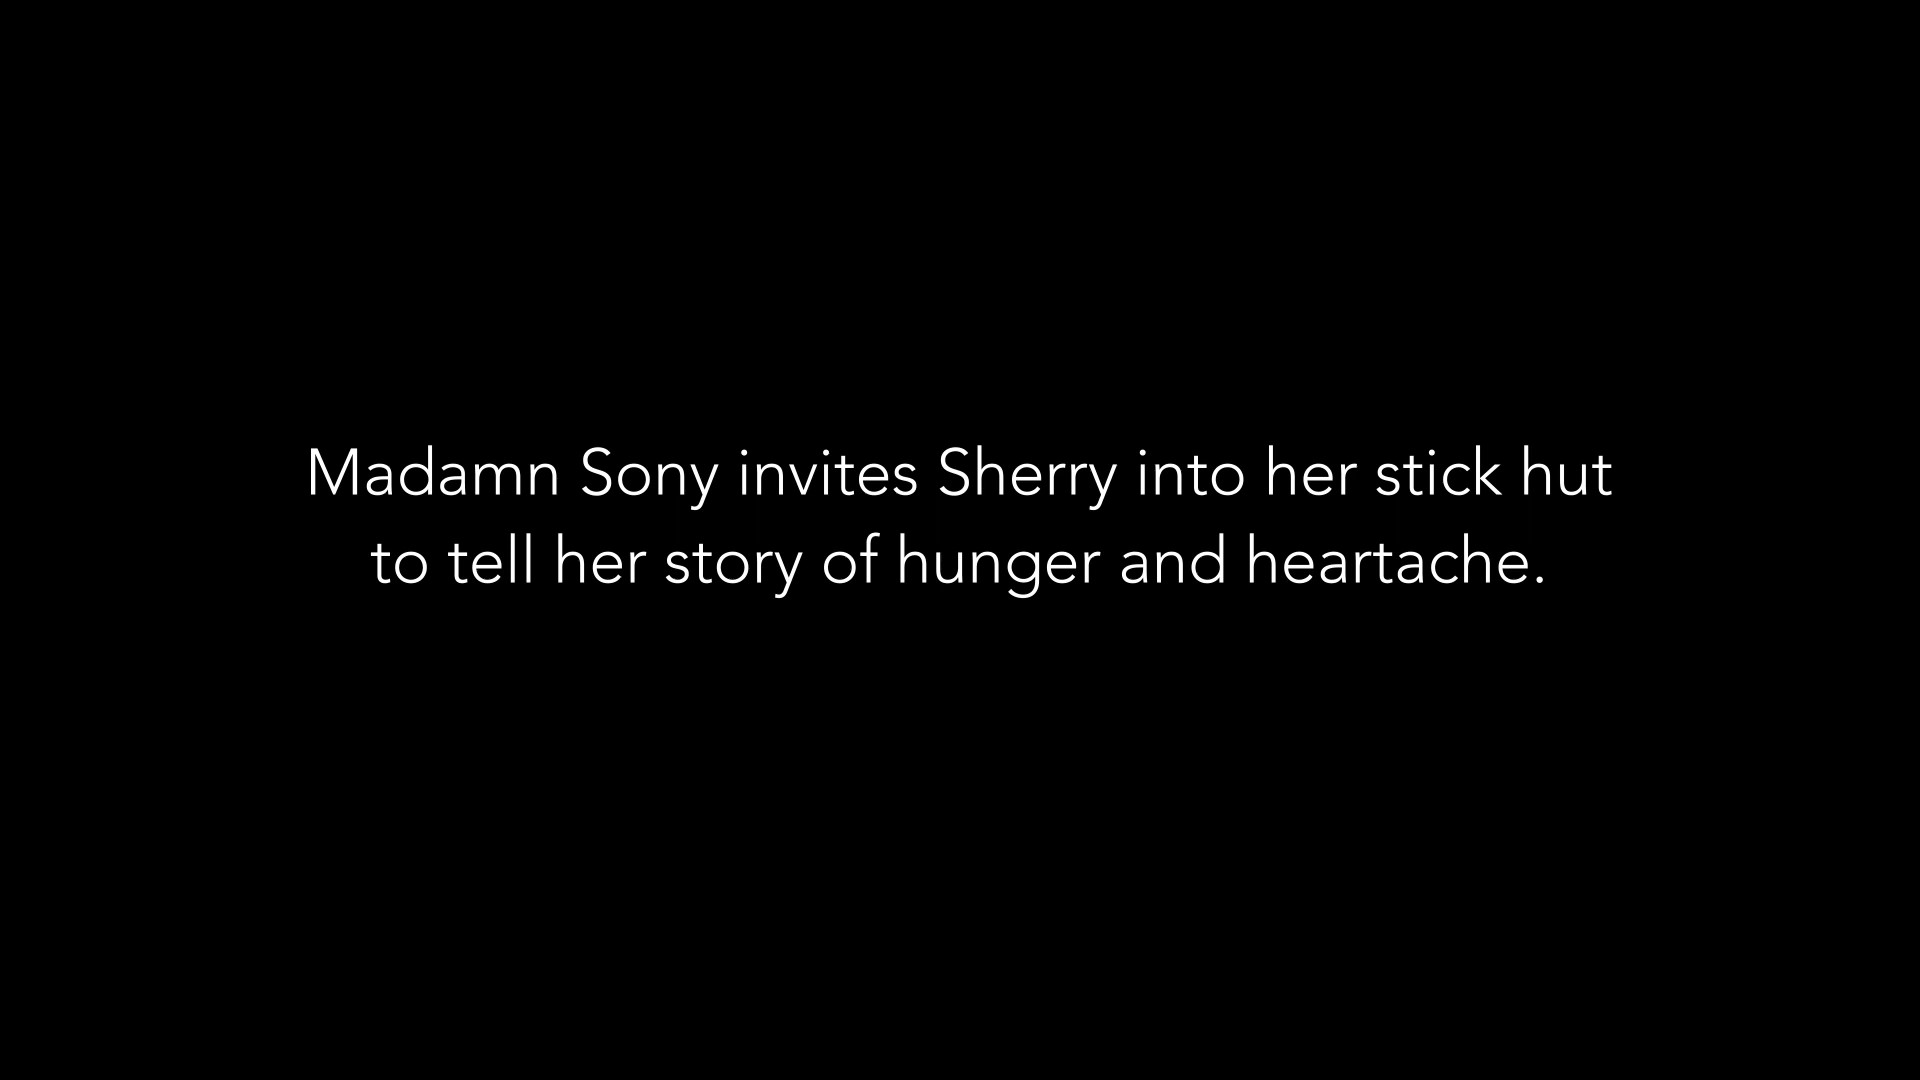 Madamn Sony invites Sherry into her stick hut
to tell her story of hunger and heartache.